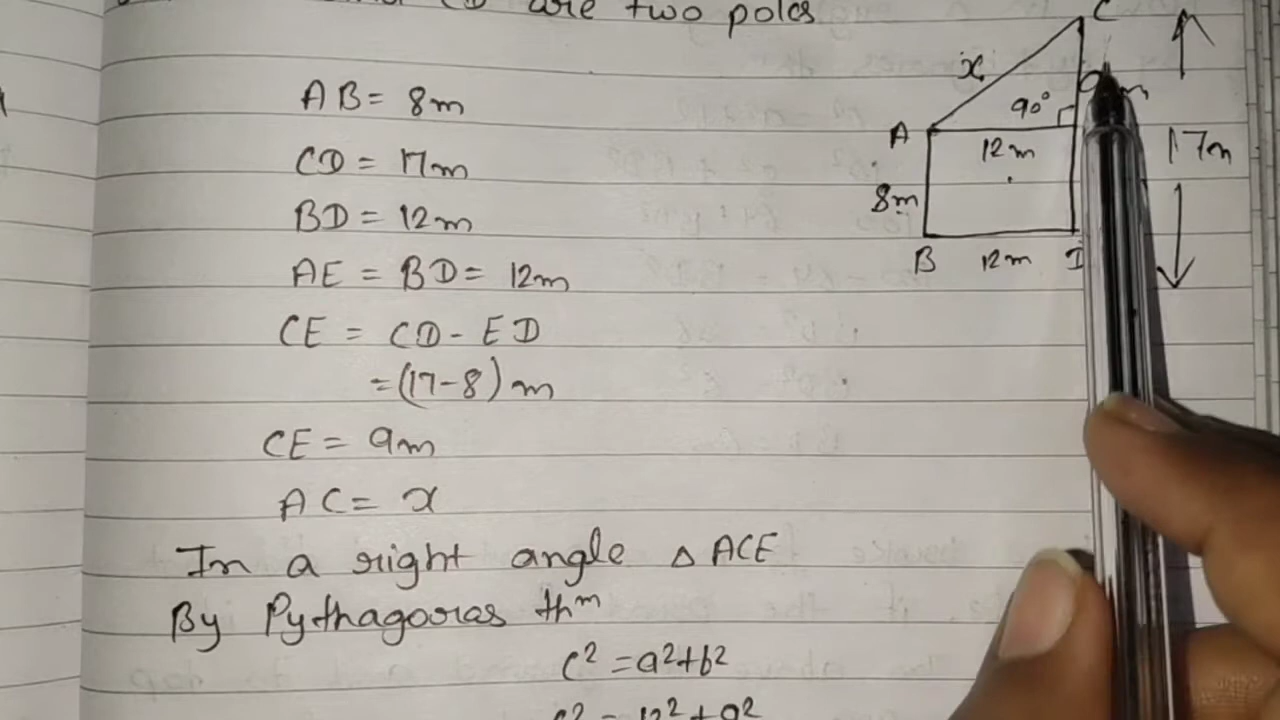 are two poles
AB = 8m
CD = 17m
BD = 12m
AE = BD = 12m
CE = CD - ED
= (17-8) m
CE = 9m
AC = x
In a right angle △ ACE
By Pythagoras thm
c² = a²+b²
C
x
90°
A
12m
17m
8m
B
12m